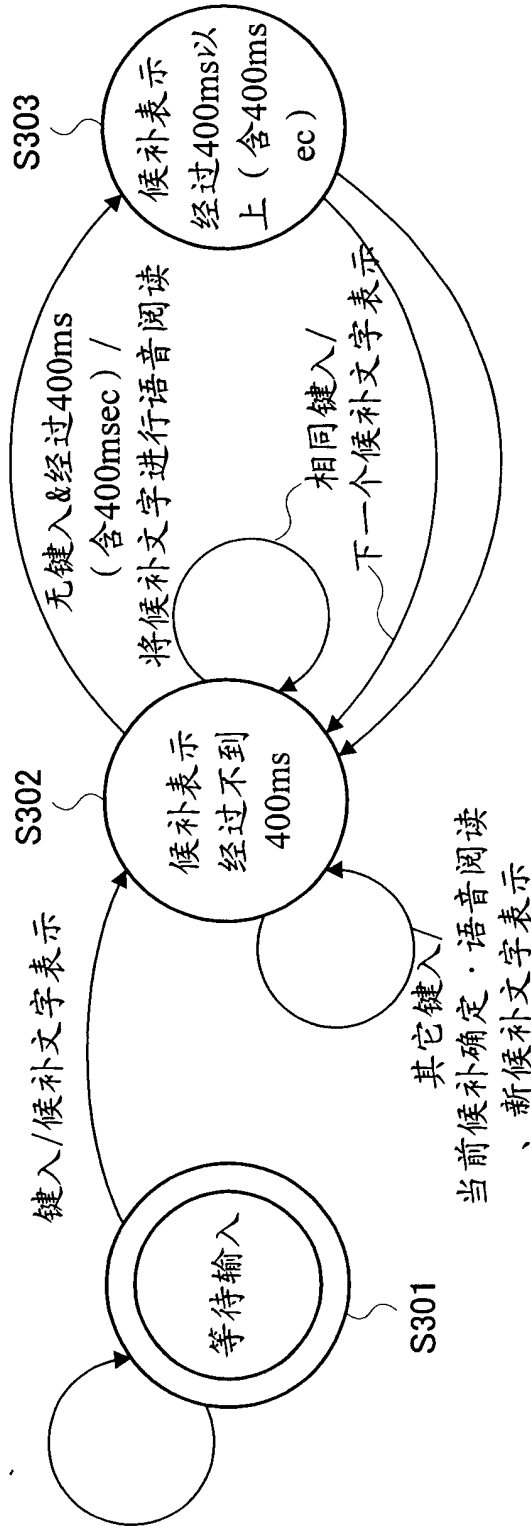 S301
等待输入
键入/候补文字表示
S302
候补表示
经过不到
400ms
其它键入/
当前候补确定·语音阅读
、新候补文字表示
无键入&经过400ms
（含400msec）/
将候补文字进行语音阅读
相同键入/
下一个候补文字表示
S303
候补表示
经过400ms以
上（含400ms
ec）